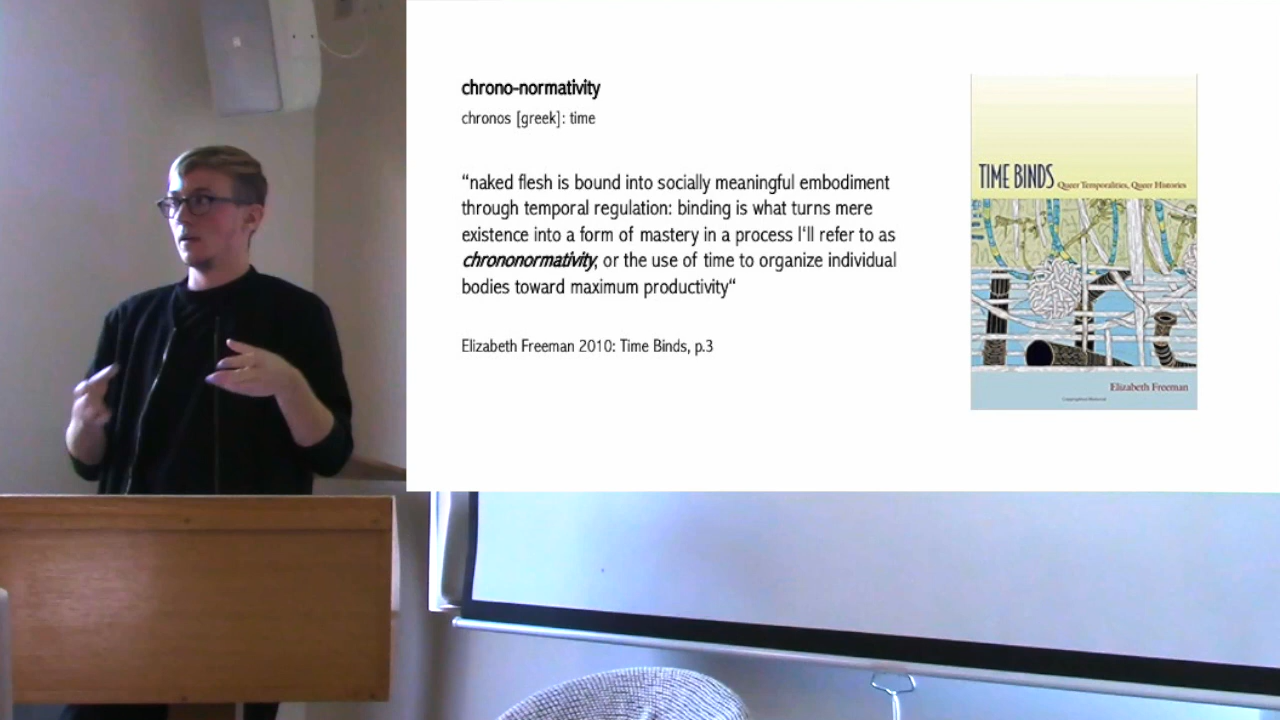 chrono-normativity
chronos [greek]: time
“naked flesh is bound into socially meaningful embodiment
through temporal regulation: binding is what turns mere
existence into a form of mastery in a process I'll refer to as
chrononormativity, or the use of time to organize individual
bodies toward maximum productivity“
Elizabeth Freeman 2010: Time Binds, p.3
TIME BINDS Queer Temporalities, Queer Histories
Elizabeth Freeman